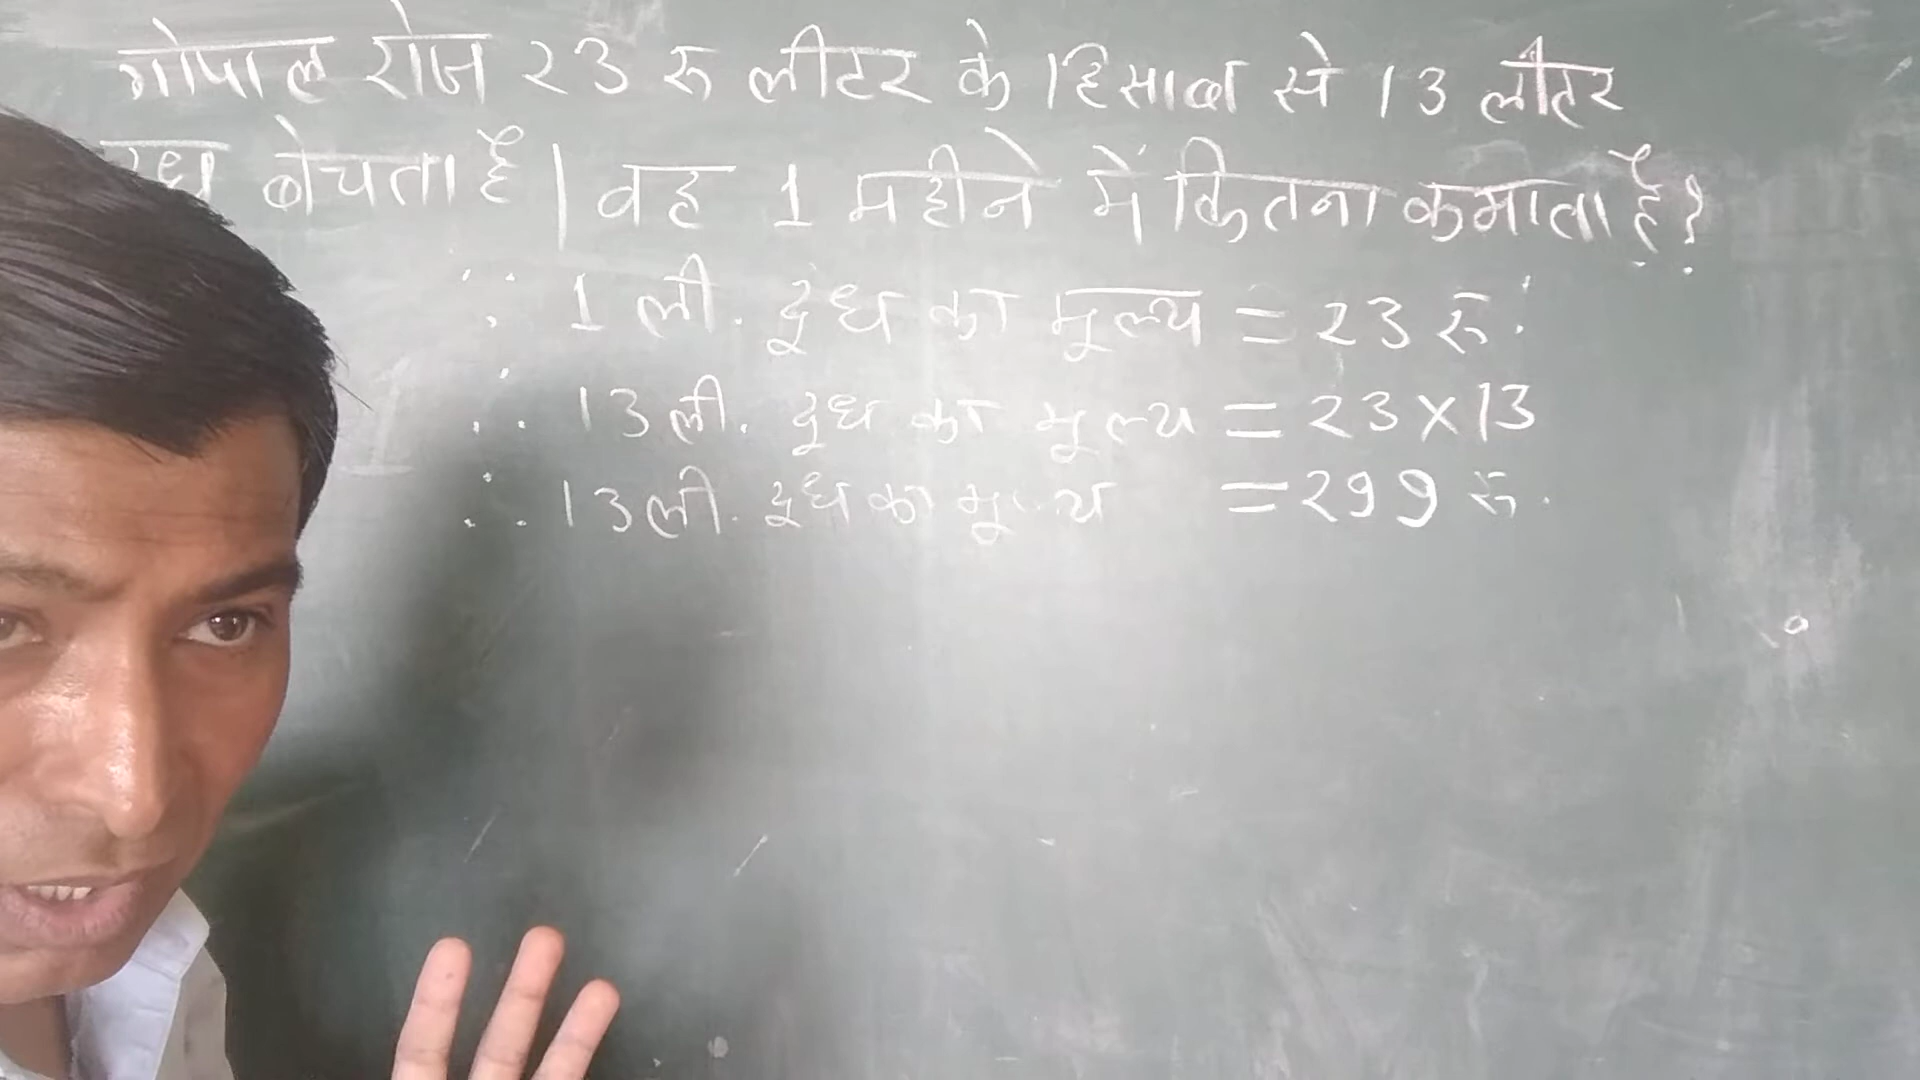 गोपाल रोज 23 रु लीटर के हिसाब से 13 लीटर
बेचता है | वह 1 महीने में कितना कमाता है ?
∵ 1 ली. दूध का मूल्य = 23 रु.
∴ 13 ली. दूध का मूल्य = 23 × 13
∴ 13 ली. दूध का मूल्य = 299 रु.